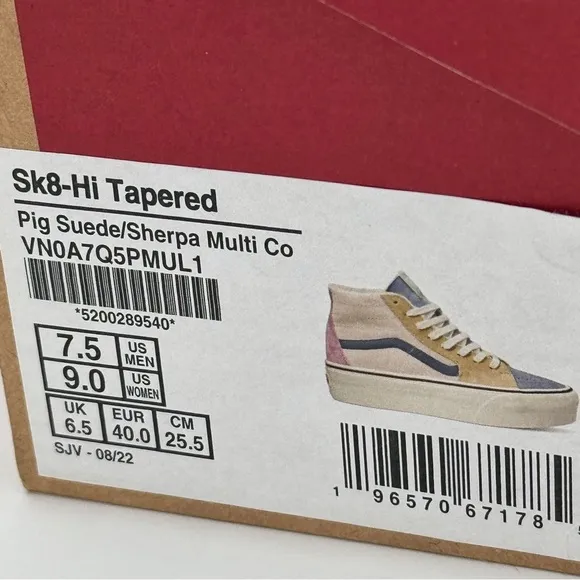 Sk8-Hi Tapered
Pig Suede/Sherpa Multi Co
VN0A7Q5PMUL1
*5200289540*
7.5 US MEN
9.0 US WOMEN
UK EUR CM
6.5 40.0 25.5
SJV - 08/22
1 96570 67178